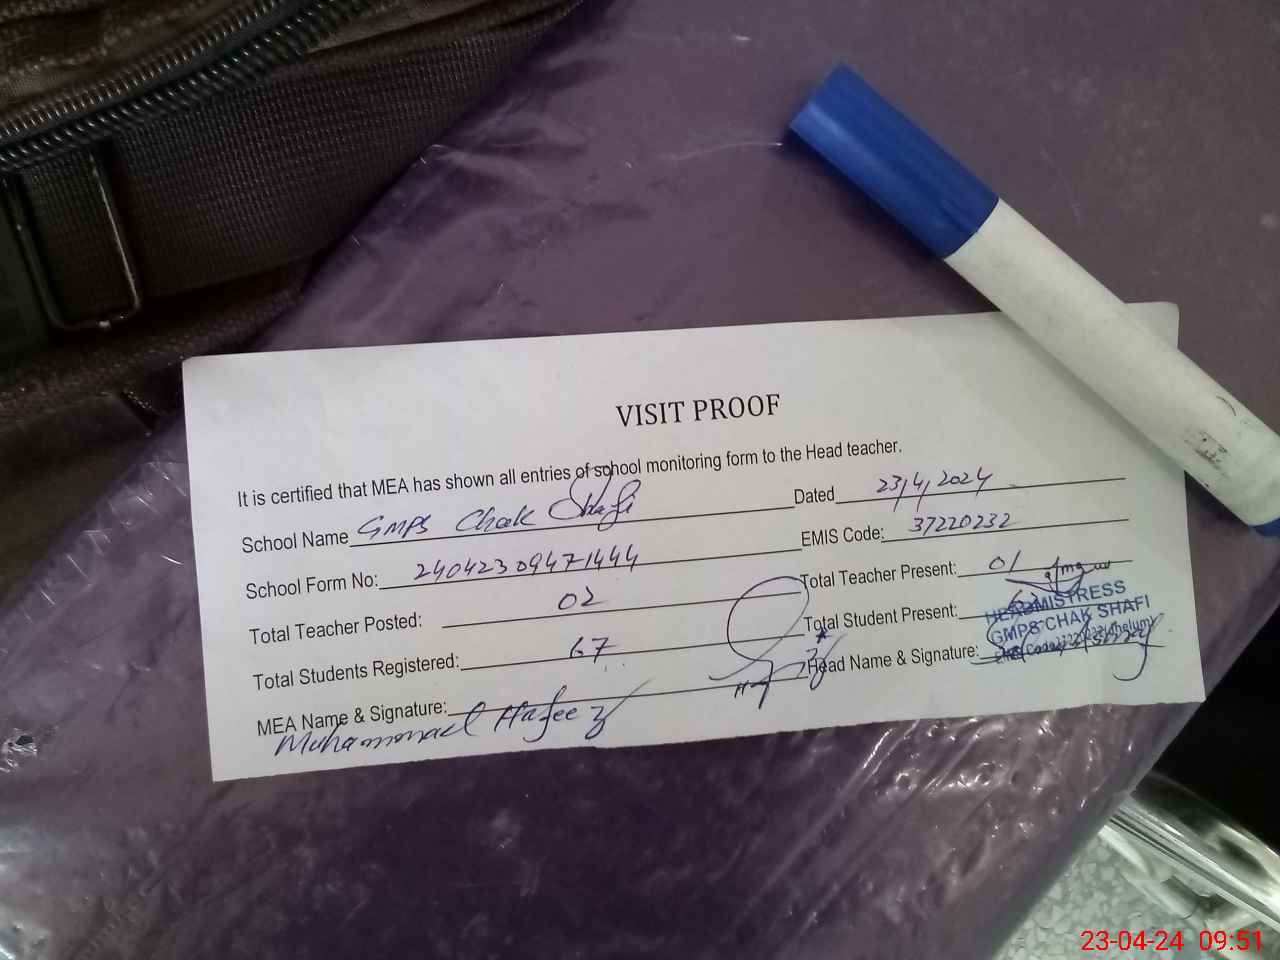 VISIT PROOF
It is certified that MEA has shown all entries of school monitoring form to the Head teacher.
School Name GMPS Chak Shafi Dated 23/4/2024
School Form No: 24042309471444 EMIS Code: 37220232
Total Teacher Posted: 02 Total Teacher Present: 01
Total Students Registered: 67 Total Student Present:
MEA Name & Signature: Muhammad Hafeez Head Name & Signature:
HEADMISTRESS
GMPS CHAK SHAFI
23-04-24 09:51